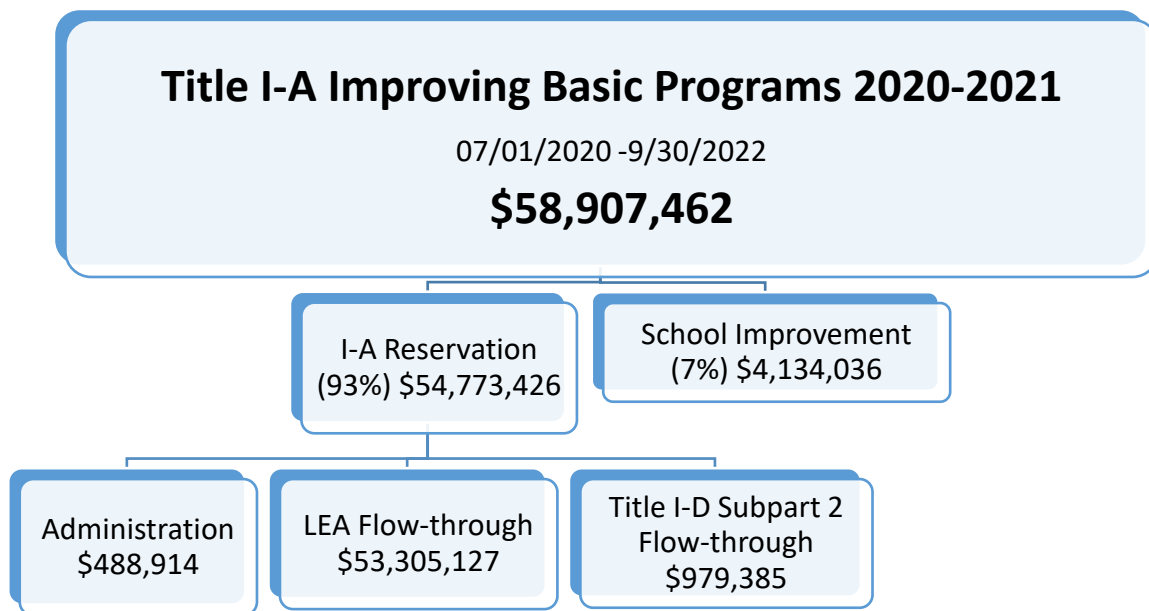 Title I-A Improving Basic Programs 2020-2021
07/01/2020 -9/30/2022
$58,907,462
I-A Reservation
(93%) $54,773,426
School Improvement
(7%) $4,134,036
Administration
$488,914
LEA Flow-through
$53,305,127
Title I-D Subpart 2
Flow-through
$979,385